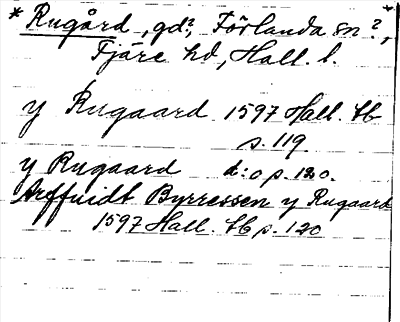 * Rugård, gd?, Förlanda sn?,
Fjäre hd, Hall. l.
y Rugaard 1597 Hall. tb
s. 119
y Rugaard d:o p. 120.
Arffuidt Byrressen y Rugaard
1597 Hall. tb p. 120